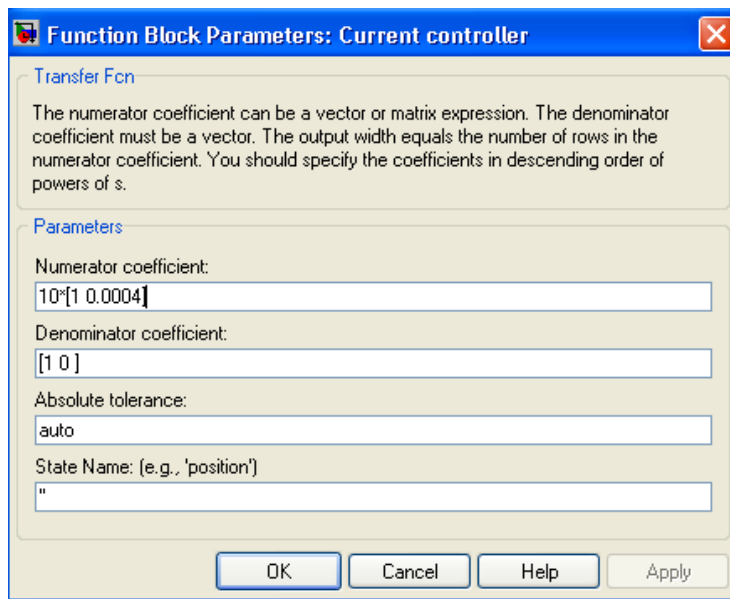 Function Block Parameters: Current controller
Transfer Fcn
The numerator coefficient can be a vector or matrix expression. The denominator
coefficient must be a vector. The output width equals the number of rows in the
numerator coefficient. You should specify the coefficients in descending order of
powers of s.
Parameters
Numerator coefficient:
10*[1 0.0004]
Denominator coefficient:
[1 0 ]
Absolute tolerance:
auto
State Name: (e.g., 'position')
''
OK
Cancel
Help
Apply